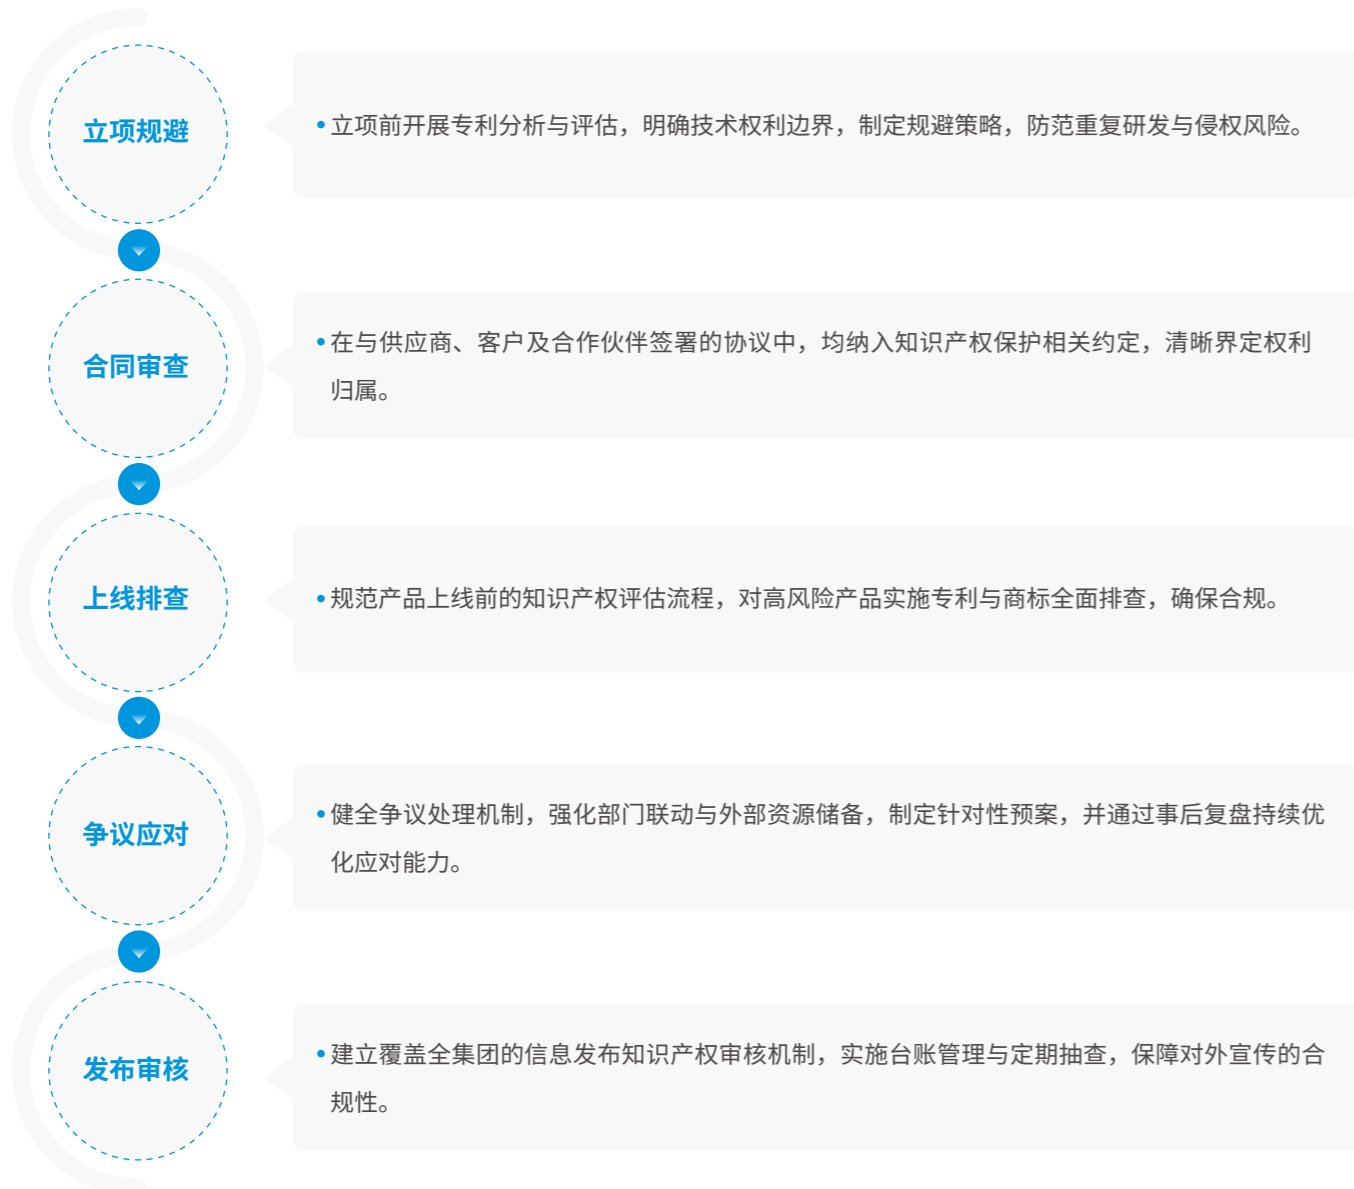 立项规避
• 立项前开展专利分析与评估，明确技术权利边界，制定规避策略，防范重复研发与侵权风险。
合同审查
• 在与供应商、客户及合作伙伴签署的协议中，均纳入知识产权保护相关约定，清晰界定权利
归属。
上线排查
• 规范产品上线前的知识产权评估流程，对高风险产品实施专利与商标全面排查，确保合规。
争议应对
• 健全争议处理机制，强化部门联动与外部资源储备，制定针对性预案，并通过事后复盘持续优
化应对能力。
发布审核
• 建立覆盖全集团的信息发布知识产权审核机制，实施台账管理与定期抽查，保障对外宣传的合
规性。